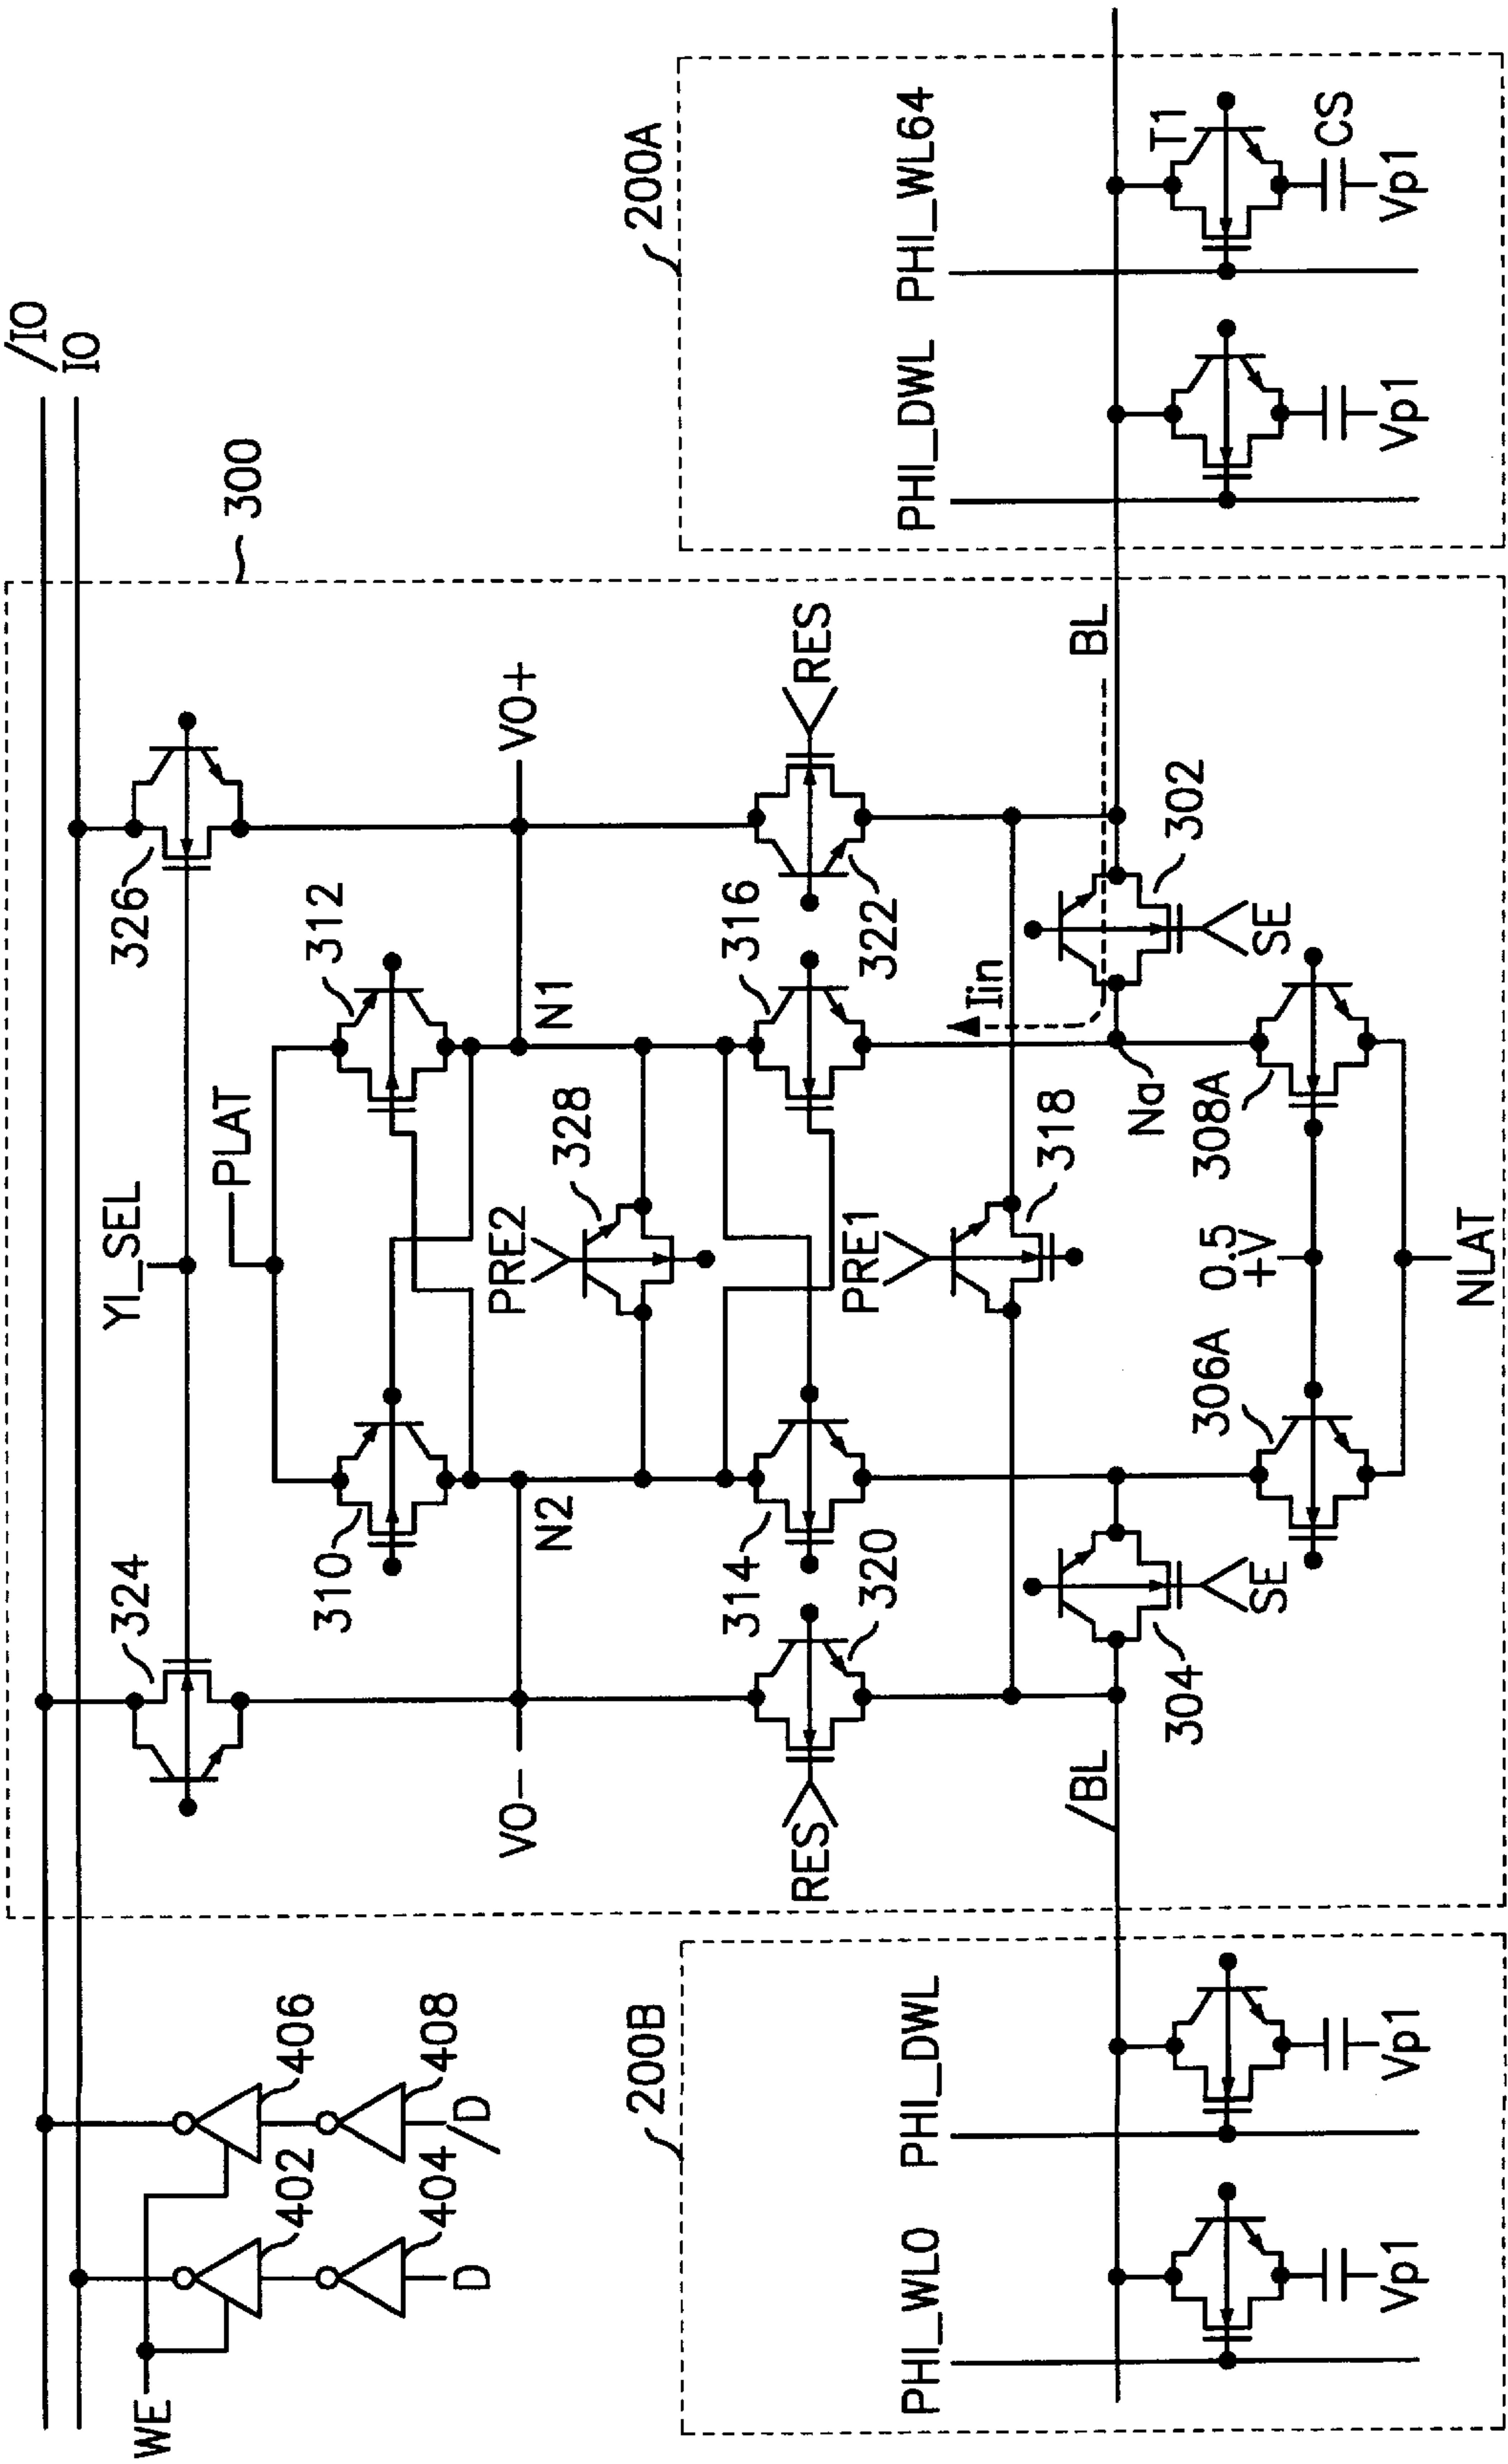 /IO
IO
WE
402
406
404
408
D
/D
300
YI_SEL
324
326
PLAT
310
312
N2
N1
VO−
VO+
PRE2
328
200B
200A
314
316
RES
320
322
RES
PRE1
318
Iin
/BL
BL
304
302
SE
SE
Na
306A
308A
0.5
+V
NLAT
PHI_WL0
PHI_DWL
Vp1
Vp1
PHI_DWL
PHI_WL64
T1
CS
Vp1
Vp1